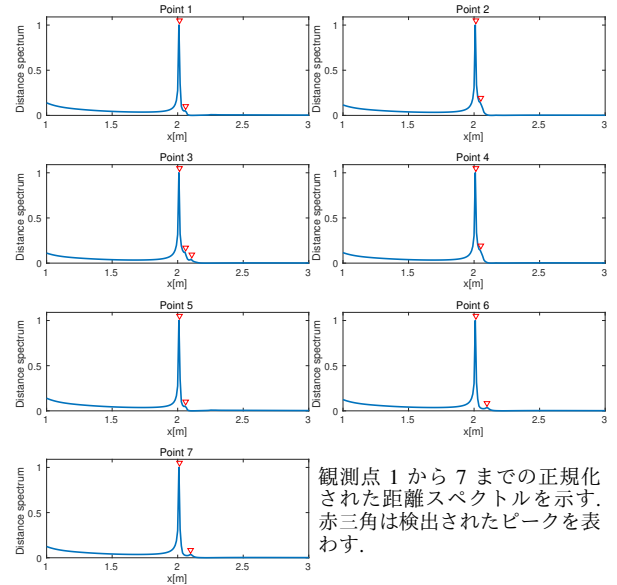 Point 1
Distance spectrum
1
0.5
0
1 1.5 2 2.5 3
x[m]
Point 2
Distance spectrum
1
0.5
0
1 1.5 2 2.5 3
x[m]
Point 3
Distance spectrum
1
0.5
0
1 1.5 2 2.5 3
x[m]
Point 4
Distance spectrum
1
0.5
0
1 1.5 2 2.5 3
x[m]
Point 5
Distance spectrum
1
0.5
0
1 1.5 2 2.5 3
x[m]
Point 6
Distance spectrum
1
0.5
0
1 1.5 2 2.5 3
x[m]
Point 7
Distance spectrum
1
0.5
0
1 1.5 2 2.5 3
x[m]
観測点 1 から 7 までの正規化
された距離スペクトルを示す.
赤三角は検出されたピークを表
わす.